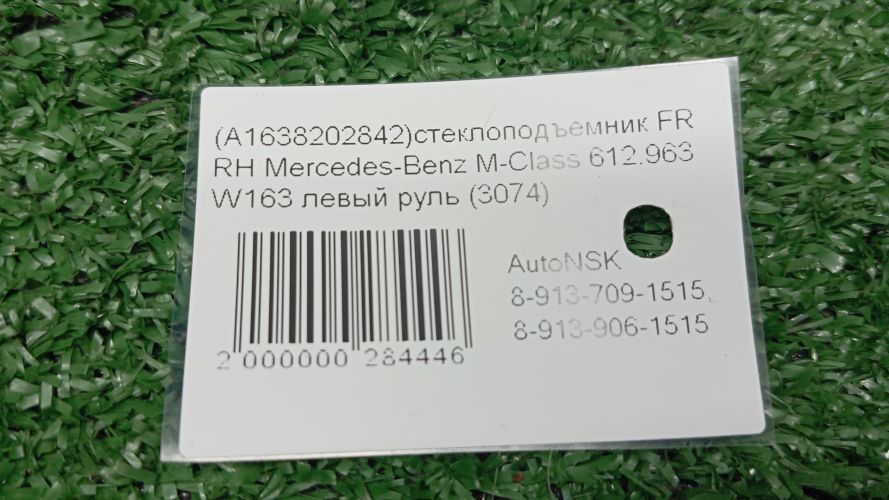 (A1638202842)стеклоподъемник FR
RH Mercedes-Benz M-Class 612.963
W163 левый руль (3074)
AutoNSK
8-913-709-1515,
8-913-906-1515
2 000000 284446